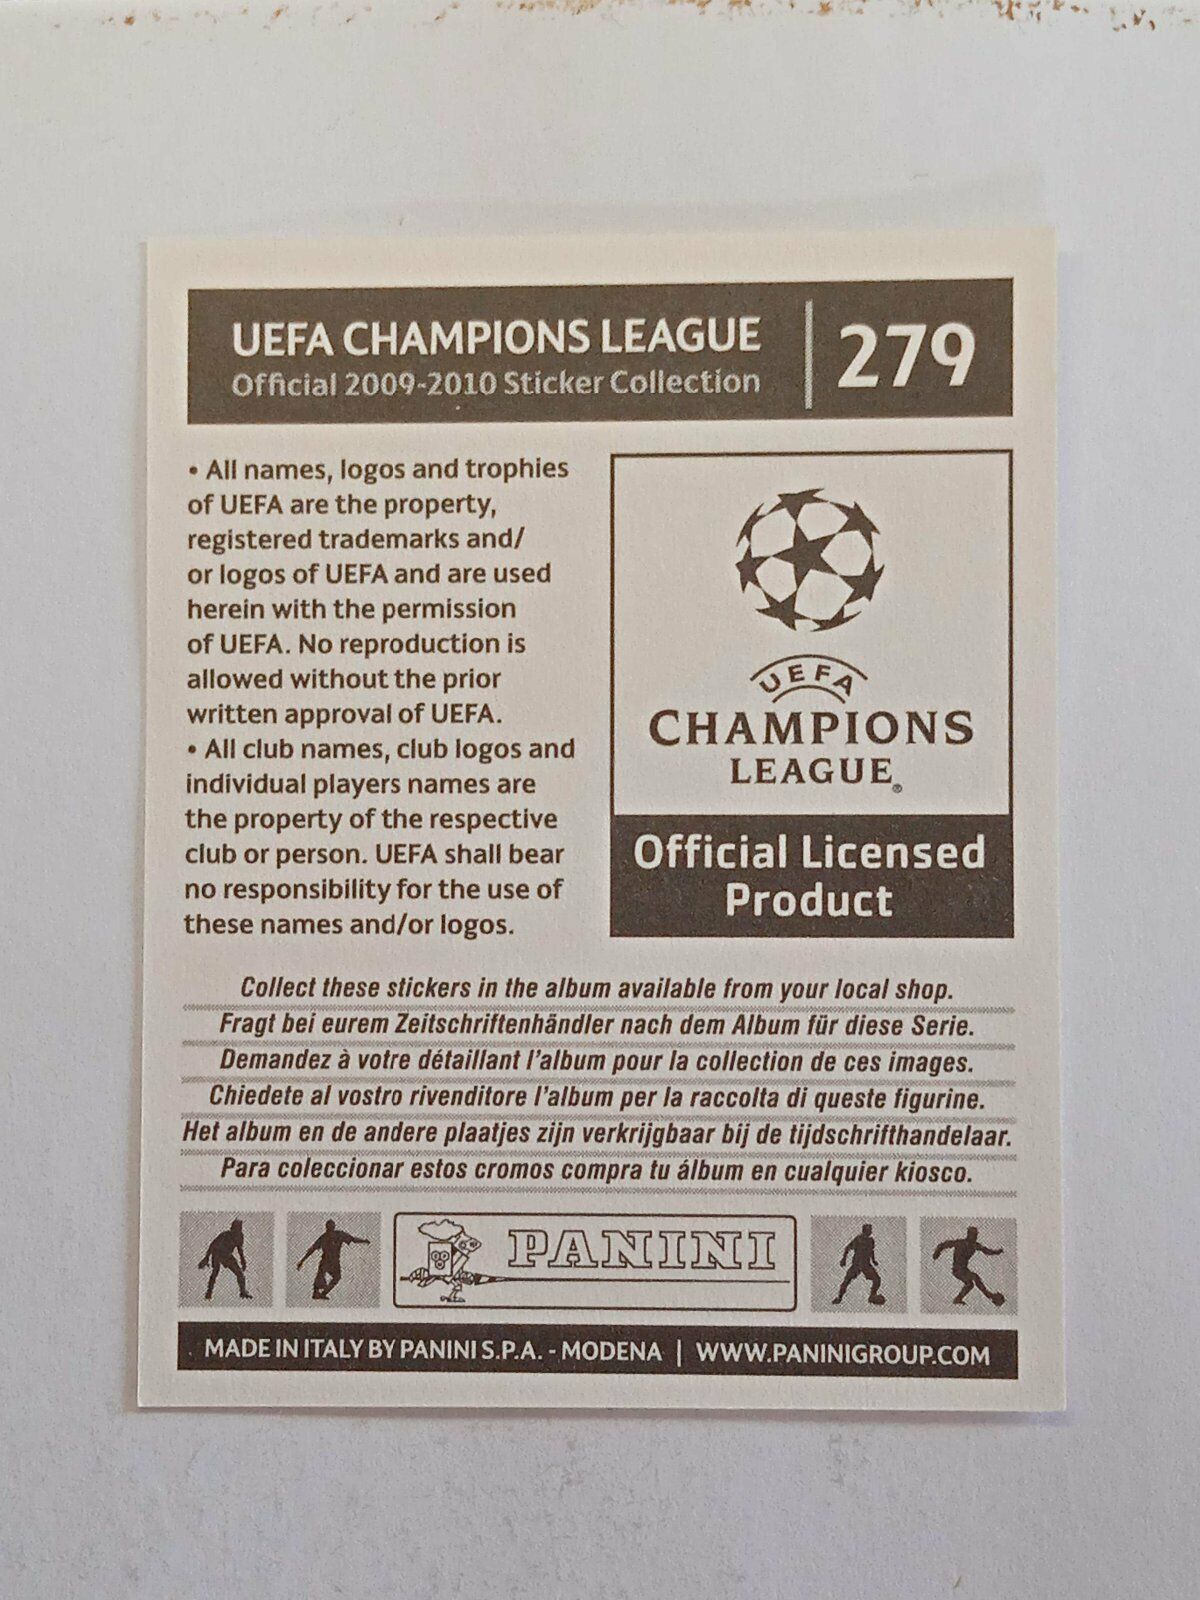 UEFA CHAMPIONS LEAGUE
Official 2009-2010 Sticker Collection
279
• All names, logos and trophies
of UEFA are the property,
registered trademarks and/
or logos of UEFA and are used
herein with the permission
of UEFA. No reproduction is
allowed without the prior
written approval of UEFA.
• All club names, club logos and
individual players names are
the property of the respective
club or person. UEFA shall bear
no responsibility for the use of
these names and/or logos.
UEFA
CHAMPIONS
LEAGUE®
Official Licensed
Product
Collect these stickers in the album available from your local shop.
Fragt bei eurem Zeitschriftenhändler nach dem Album für diese Serie.
Demandez à votre détaillant l'album pour la collection de ces images.
Chiedete al vostro rivenditore l'album per la raccolta di queste figurine.
Het album en de andere plaatjes zijn verkrijgbaar bij de tijdschrifthandelaar.
Para coleccionar estos cromos compra tu álbum en cualquier kiosco.
PANINI
MADE IN ITALY BY PANINI S.P.A. - MODENA | WWW.PANINIGROUP.COM